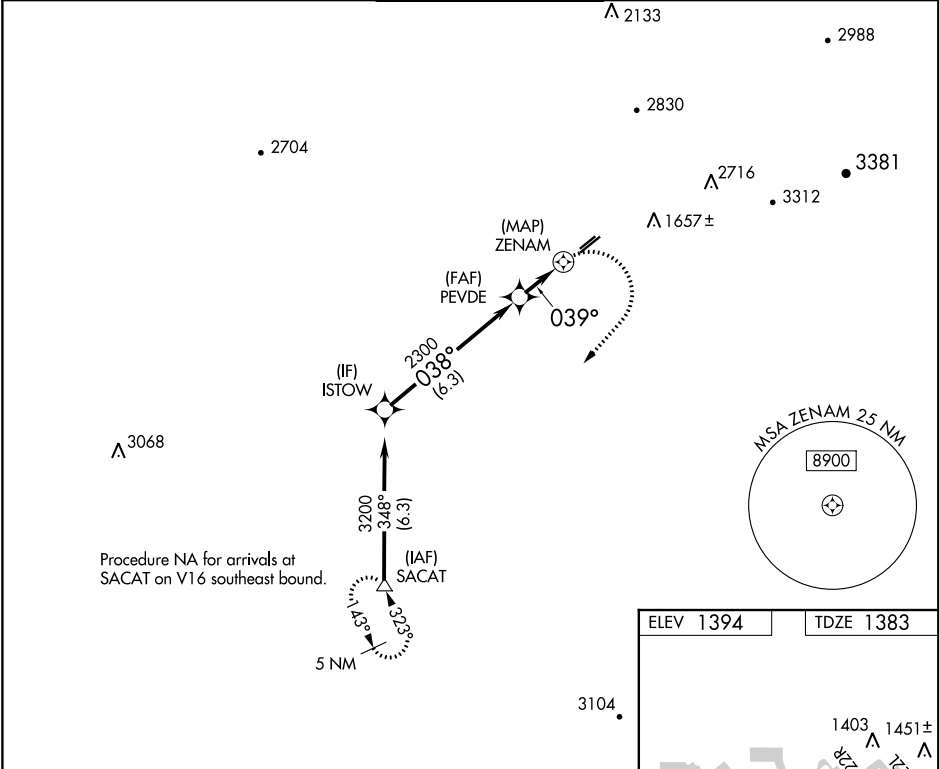 2133
2988
2830
2704
2716
3381
3312
1657±
(MAP)
ZENAM
(FAF)
PEVDE
039°
2300
038°
(6.3)
(IF)
ISTOW
3068
MSA ZENAM 25 NM
8900
3200
348°
(6.3)
(IAF)
SACAT
Procedure NA for arrivals at
SACAT on V16 southeast bound.
143°
323°
5 NM
ELEV 1394
TDZE 1383
3104
1403
1451±
22R
22L